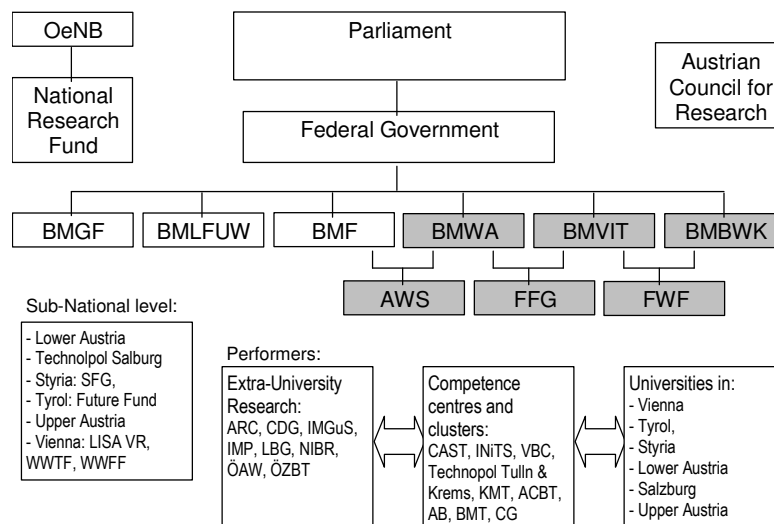 OeNB
Parliament
Austrian
Council for
Research
National
Research
Fund
Federal Government
BMGF
BMLFUW
BMF
BMWA
BMVIT
BMBWK
AWS
FFG
FWF
Sub-National level:
- Lower Austria
- Technolpol Salburg
- Styria: SFG,
- Tyrol: Future Fund
- Upper Austria
- Vienna: LISA VR,
WWTF, WWFF
Performers:
Extra-University
Research:
ARC, CDG, IMGuS,
IMP, LBG, NIBR,
ÖAW, ÖZBT
Competence
centres and
clusters:
CAST, INiTS, VBC,
Technopol Tulln &
Krems, KMT, ACBT,
AB, BMT, CG
Universities in:
- Vienna
- Tyrol,
- Styria
- Lower Austria
- Salzburg
- Upper Austria